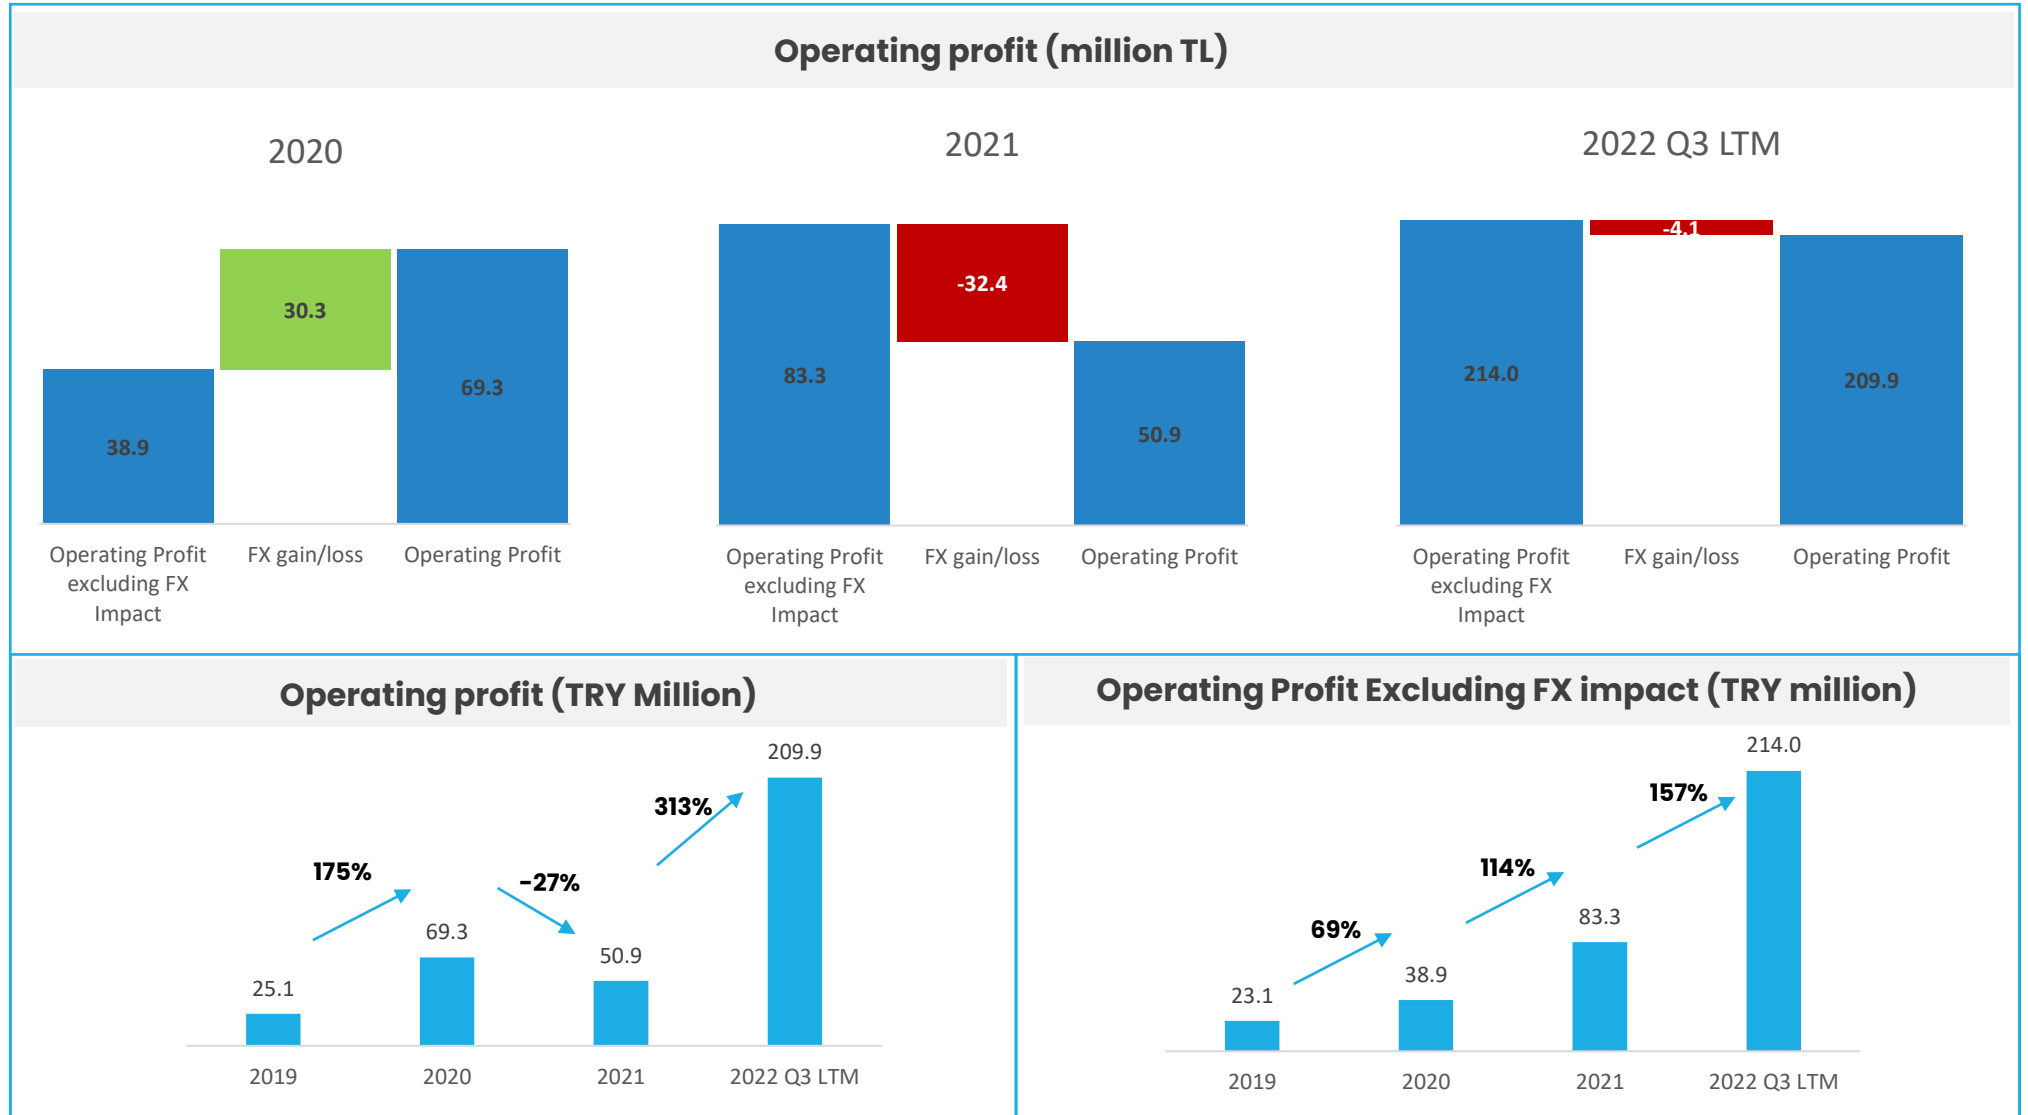 Operating profit (million TL)
2020
2021
2022 Q3 LTM
38.9
30.3
69.3
83.3
-32.4
50.9
214.0
-4.1
209.9
Operating Profit
excluding FX
Impact
FX gain/loss
Operating Profit
Operating Profit
excluding FX
Impact
FX gain/loss
Operating Profit
Operating Profit
excluding FX
Impact
FX gain/loss
Operating Profit
Operating profit (TRY Million)
209.9
313%
175%
-27%
69.3
50.9
25.1
2019
2020
2021
2022 Q3 LTM
Operating Profit Excluding FX impact (TRY million)
214.0
157%
114%
69%
83.3
38.9
23.1
2019
2020
2021
2022 Q3 LTM